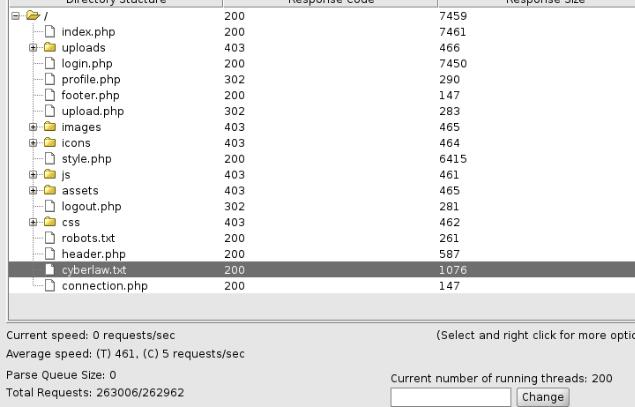 Directory Stucture Response Code Response Size
/ 200 7459
index.php 200 7461
uploads 403 466
login.php 200 7450
profile.php 302 290
footer.php 200 147
upload.php 302 283
images 403 465
icons 403 464
style.php 200 6415
js 403 461
assets 403 465
logout.php 302 281
css 403 462
robots.txt 200 261
header.php 200 587
cyberlaw.txt 200 1076
connection.php 200 147
Current speed: 0 requests/sec (Select and right click for more
Average speed: (T) 461, (C) 5 requests/sec
Parse Queue Size: 0
Current number of running threads: 200
Total Requests: 263006/262962
Change